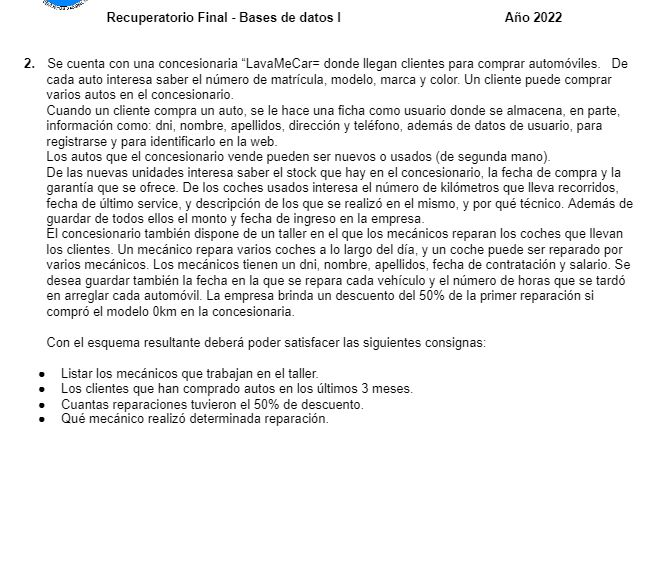 Recuperatorio Final - Bases de datos I Año 2022
2. Se cuenta con una concesionaria “LavaMeCar= donde llegan clientes para comprar automóviles. De
cada auto interesa saber el número de matrícula, modelo, marca y color. Un cliente puede comprar
varios autos en el concesionario.
Cuando un cliente compra un auto, se le hace una ficha como usuario donde se almacena, en parte,
información como: dni, nombre, apellidos, dirección y teléfono, además de datos de usuario, para
registrarse y para identificarlo en la web.
Los autos que el concesionario vende pueden ser nuevos o usados (de segunda mano).
De las nuevas unidades interesa saber el stock que hay en el concesionario, la fecha de compra y la
garantía que se ofrece. De los coches usados interesa el número de kilómetros que lleva recorridos,
fecha de último service, y descripción de los que se realizó en el mismo, y por qué técnico. Además de
guardar de todos ellos el monto y fecha de ingreso en la empresa.
El concesionario también dispone de un taller en el que los mecánicos reparan los coches que llevan
los clientes. Un mecánico repara varios coches a lo largo del día, y un coche puede ser reparado por
varios mecánicos. Los mecánicos tienen un dni, nombre, apellidos, fecha de contratación y salario. Se
desea guardar también la fecha en la que se repara cada vehículo y el número de horas que se tardó
en arreglar cada automóvil. La empresa brinda un descuento del 50% de la primer reparación si
compró el modelo 0km en la concesionaria.
Con el esquema resultante deberá poder satisfacer las siguientes consignas:
● Listar los mecánicos que trabajan en el taller.
● Los clientes que han comprado autos en los últimos 3 meses.
● Cuantas reparaciones tuvieron el 50% de descuento.
● Qué mecánico realizó determinada reparación.